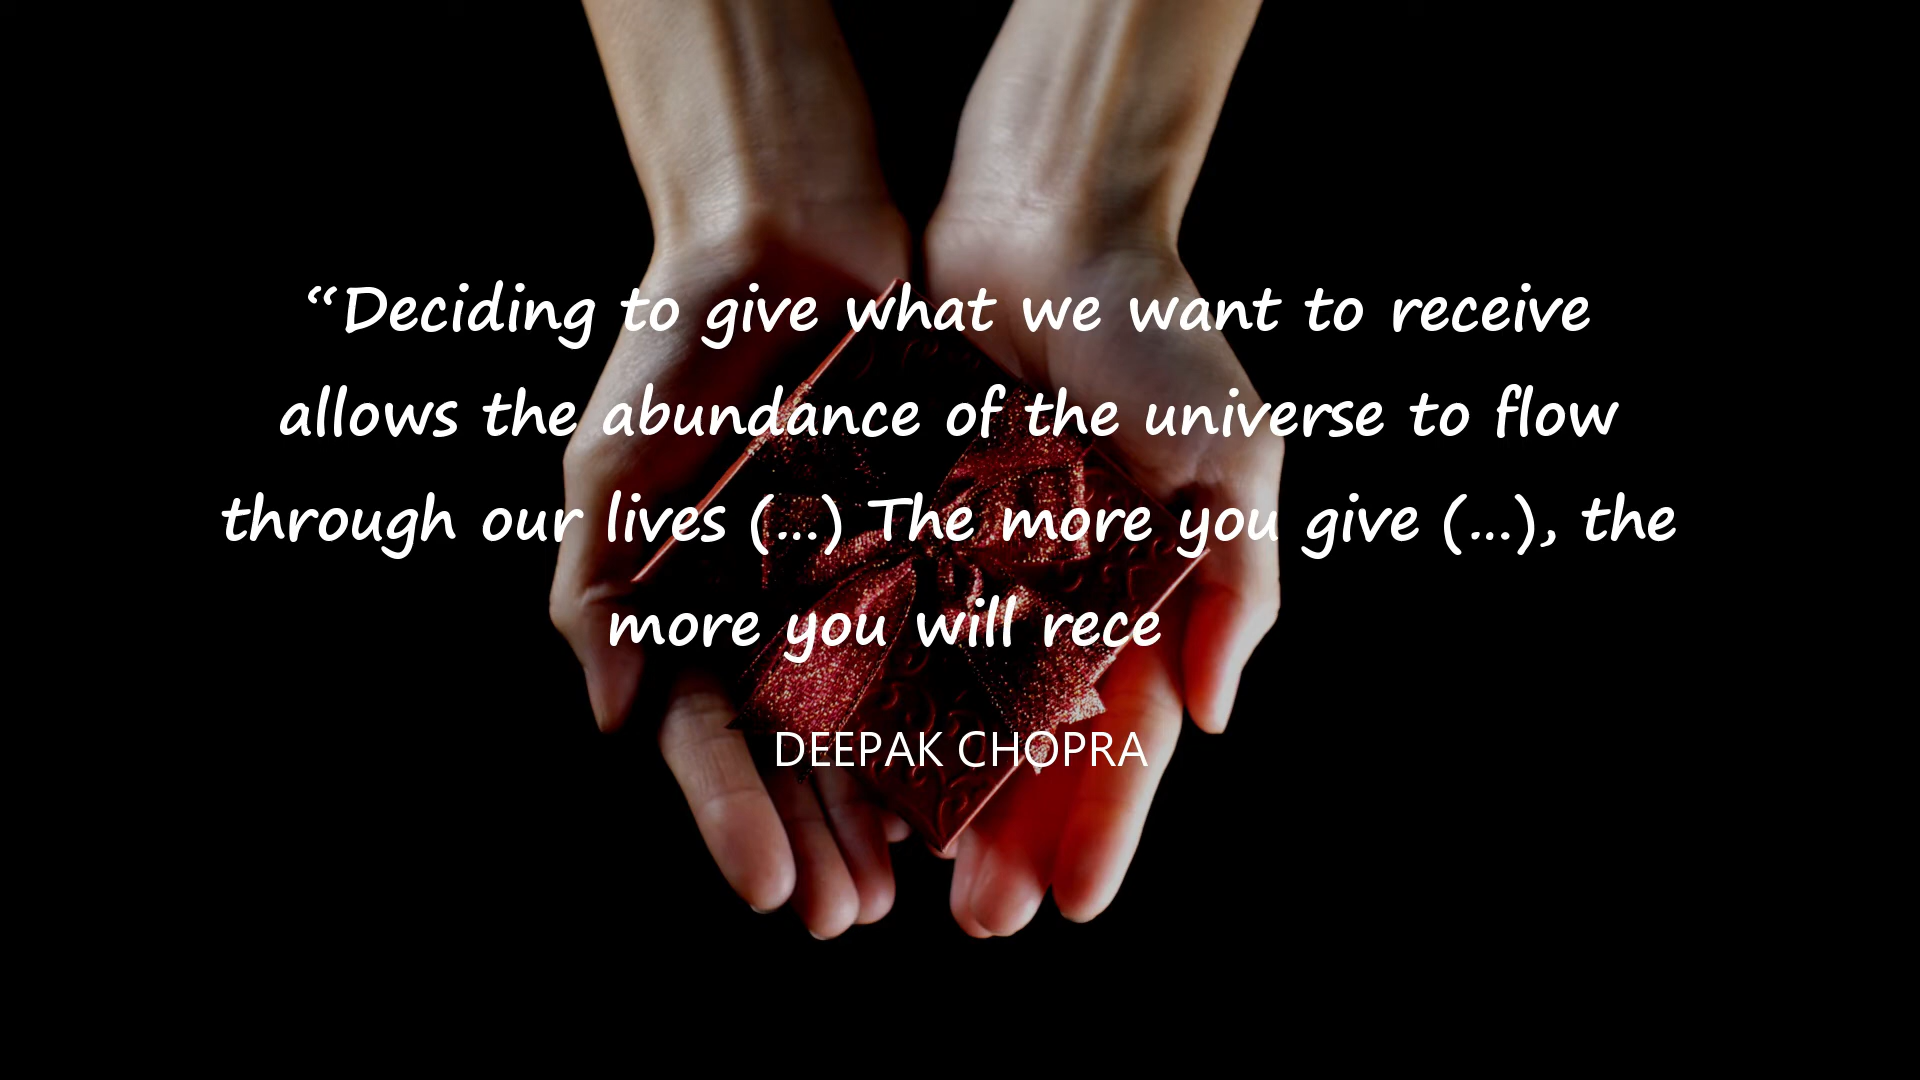 “Deciding to give what we want to receive
allows the abundance of the universe to flow
through our lives (...) The more you give (...), the
more you will rece
DEEPAK CHOPRA